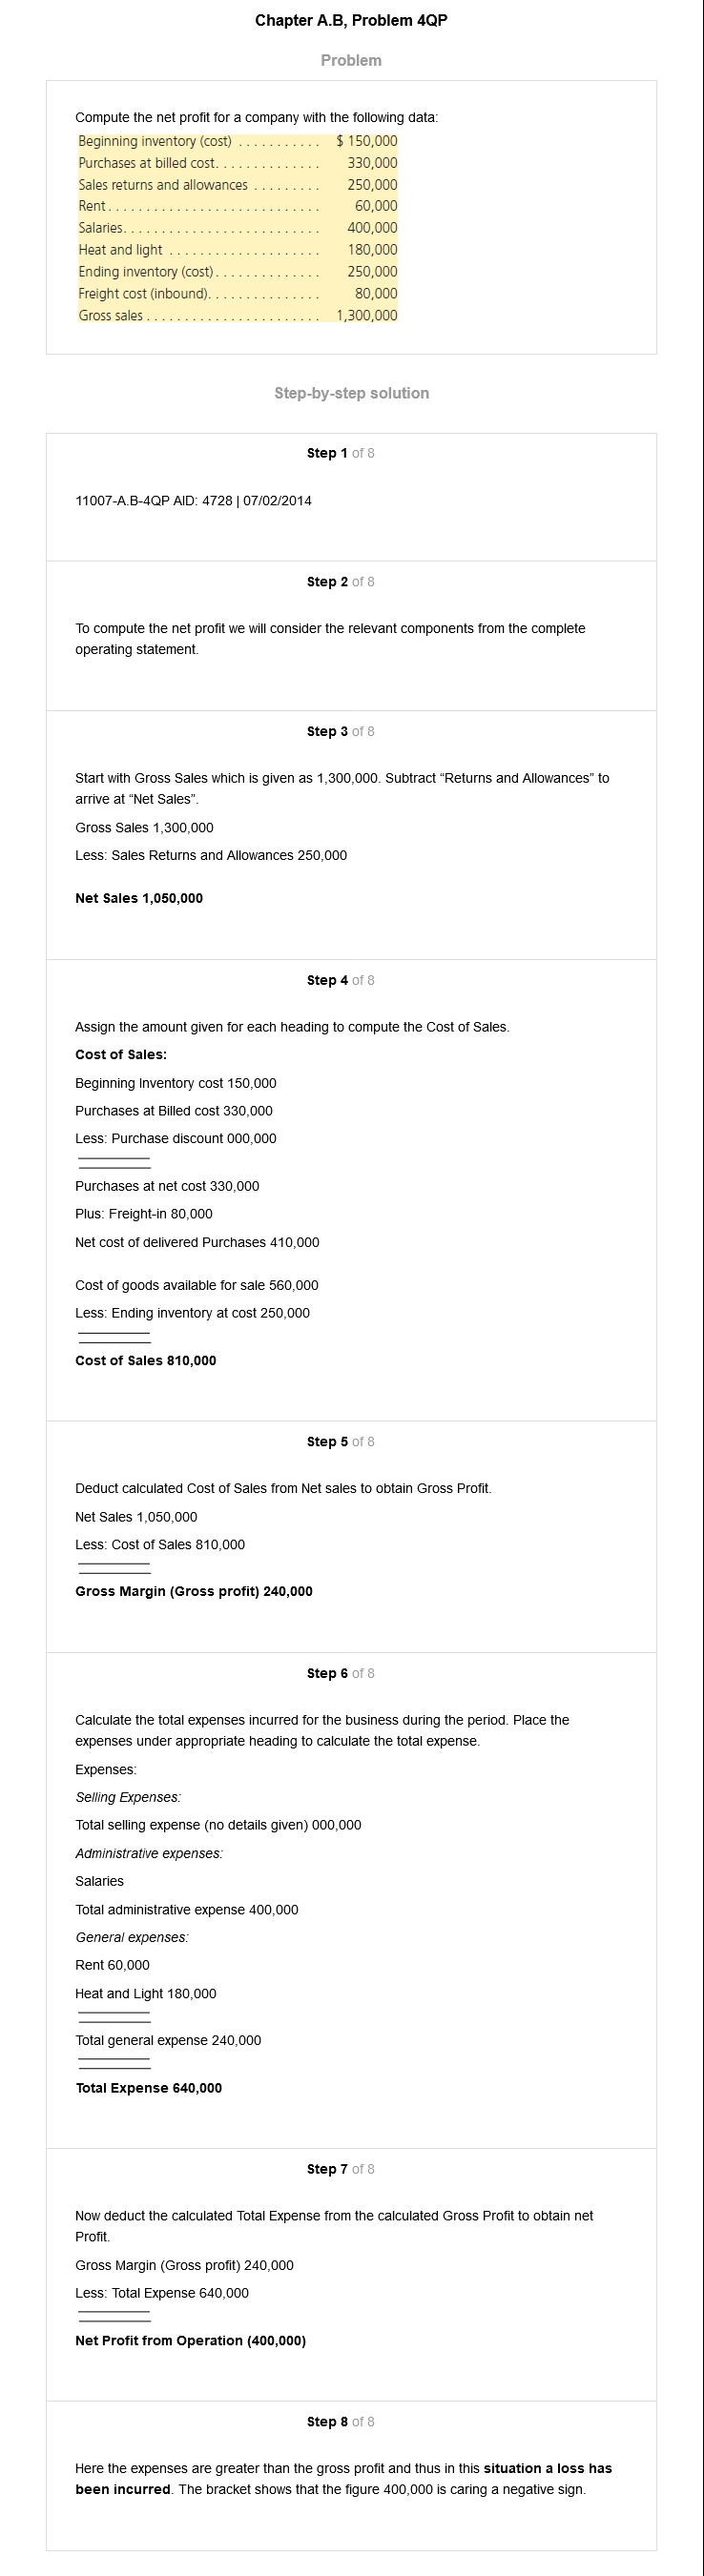 Chapter A.B, Problem 4QP
Problem
Compute the net profit for a company with the following data:
Beginning inventory (cost) . . . . . . . . . . . $ 150,000
Purchases at billed cost. . . . . . . . . . . . . . 330,000
Sales returns and allowances . . . . . . . . . 250,000
Rent . . . . . . . . . . . . . . . . . . . . . . . . . . . . 60,000
Salaries. . . . . . . . . . . . . . . . . . . . . . . . . . 400,000
Heat and light . . . . . . . . . . . . . . . . . . . . 180,000
Ending inventory (cost) . . . . . . . . . . . . . . 250,000
Freight cost (inbound). . . . . . . . . . . . . . . 80,000
Gross sales . . . . . . . . . . . . . . . . . . . . . . . 1,300,000
Step-by-step solution
Step 1 of 8
11007-A.B-4QP AID: 4728 | 07/02/2014
Step 2 of 8
To compute the net profit we will consider the relevant components from the complete
operating statement.
Step 3 of 8
Start with Gross Sales which is given as 1,300,000. Subtract “Returns and Allowances” to
arrive at “Net Sales”.
Gross Sales 1,300,000
Less: Sales Returns and Allowances 250,000
Net Sales 1,050,000
Step 4 of 8
Assign the amount given for each heading to compute the Cost of Sales.
Cost of Sales:
Beginning Inventory cost 150,000
Purchases at Billed cost 330,000
Less: Purchase discount 000,000
Purchases at net cost 330,000
Plus: Freight-in 80,000
Net cost of delivered Purchases 410,000
Cost of goods available for sale 560,000
Less: Ending inventory at cost 250,000
Cost of Sales 810,000
Step 5 of 8
Deduct calculated Cost of Sales from Net sales to obtain Gross Profit.
Net Sales 1,050,000
Less: Cost of Sales 810,000
Gross Margin (Gross profit) 240,000
Step 6 of 8
Calculate the total expenses incurred for the business during the period. Place the
expenses under appropriate heading to calculate the total expense.
Expenses:
Selling Expenses:
Total selling expense (no details given) 000,000
Administrative expenses:
Salaries
Total administrative expense 400,000
General expenses:
Rent 60,000
Heat and Light 180,000
Total general expense 240,000
Total Expense 640,000
Step 7 of 8
Now deduct the calculated Total Expense from the calculated Gross Profit to obtain net
Profit.
Gross Margin (Gross profit) 240,000
Less: Total Expense 640,000
Net Profit from Operation (400,000)
Step 8 of 8
Here the expenses are greater than the gross profit and thus in this situation a loss has
been incurred. The bracket shows that the figure 400,000 is caring a negative sign.